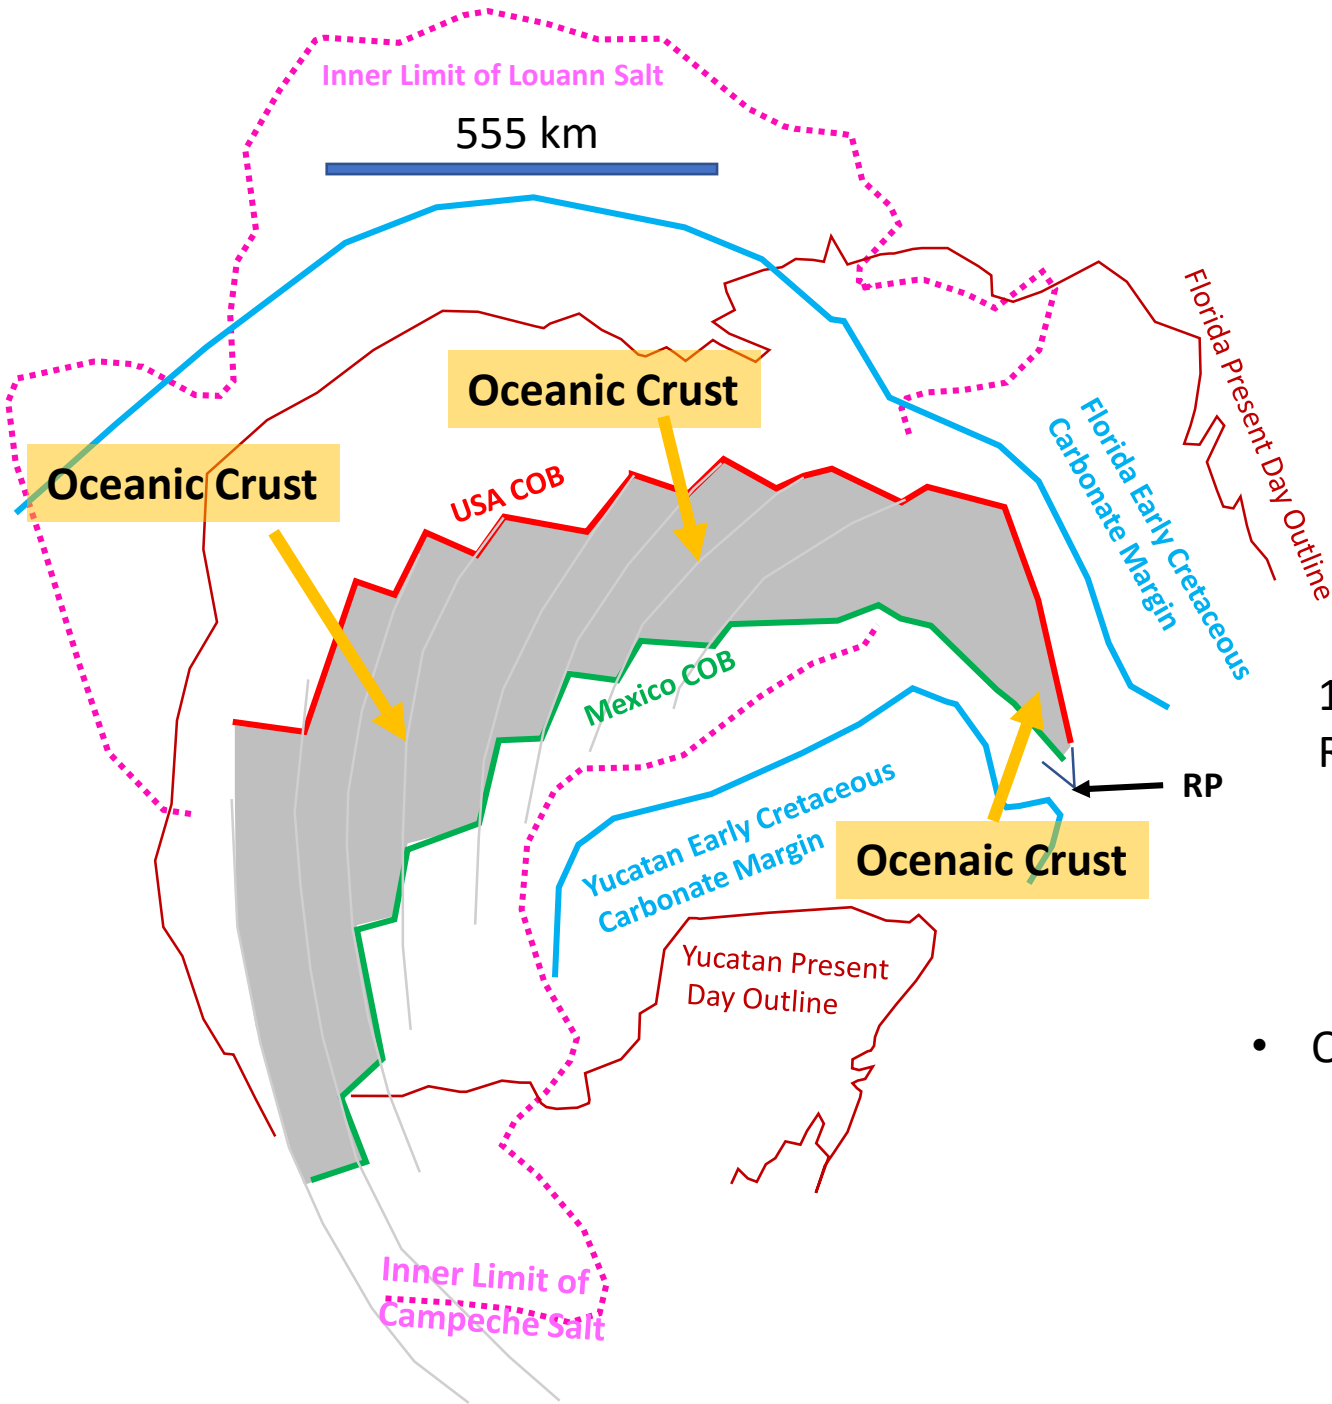 Inner Limit of Louann Salt
555 km
Oceanic Crust
Oceanic Crust
USA COB
Florida Present Day Outline
Florida Early Cretaceous
Carbonate Margin
Mexico COB
1
R
RP
Yucatan Early Cretaceous
Carbonate Margin
Ocenaic Crust
Yucatan Present
Day Outline
• C
Inner Limit of
Campeche Salt